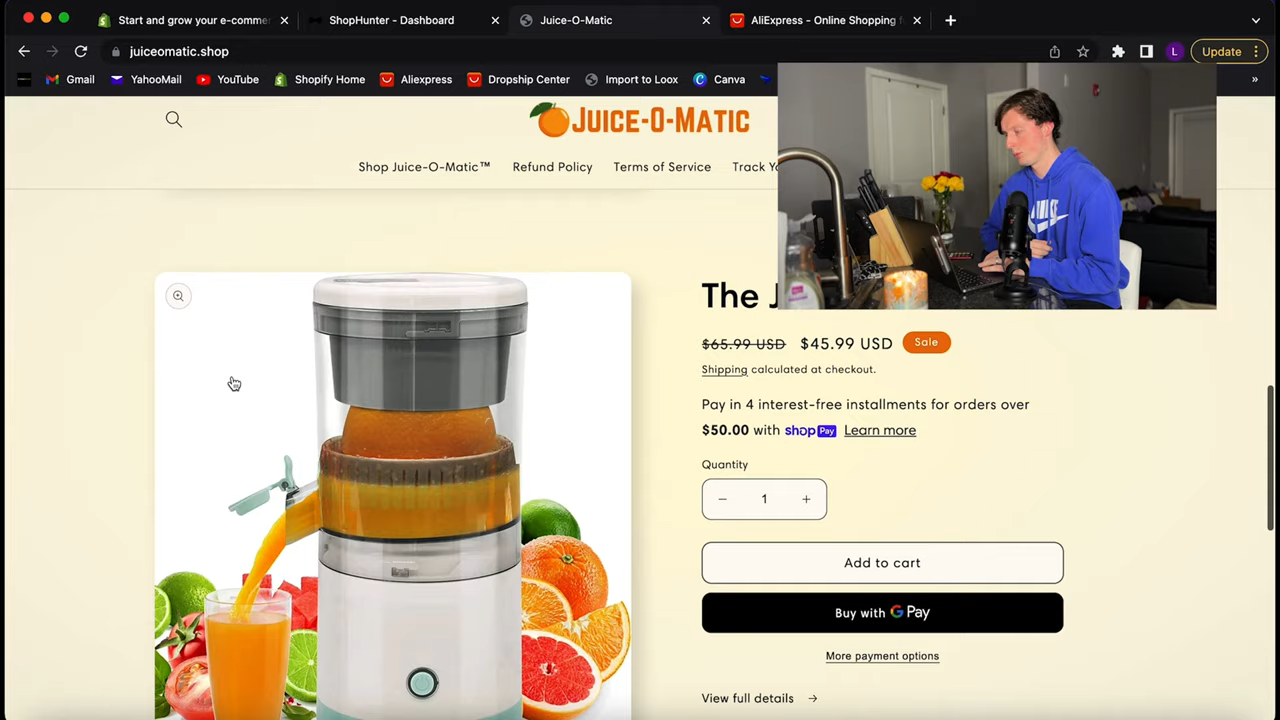 Start and grow your e-comme
ShopHunter - Dashboard
Juice-O-Matic
AliExpress - Online Shopping f
juiceomatic.shop
L
Update
Gmail
YahooMail
YouTube
Shopify Home
Aliexpress
Dropship Center
Import to Loox
Canva
»
JUICE-O-MATIC
Shop Juice-O-Matic™
Refund Policy
Terms of Service
Track Yo
The J
$65.99 USD $45.99 USD Sale
Shipping calculated at checkout.
Pay in 4 interest-free installments for orders over
$50.00 with shop Pay Learn more
Quantity
− 1 +
Add to cart
Buy with G Pay
More payment options
View full details →